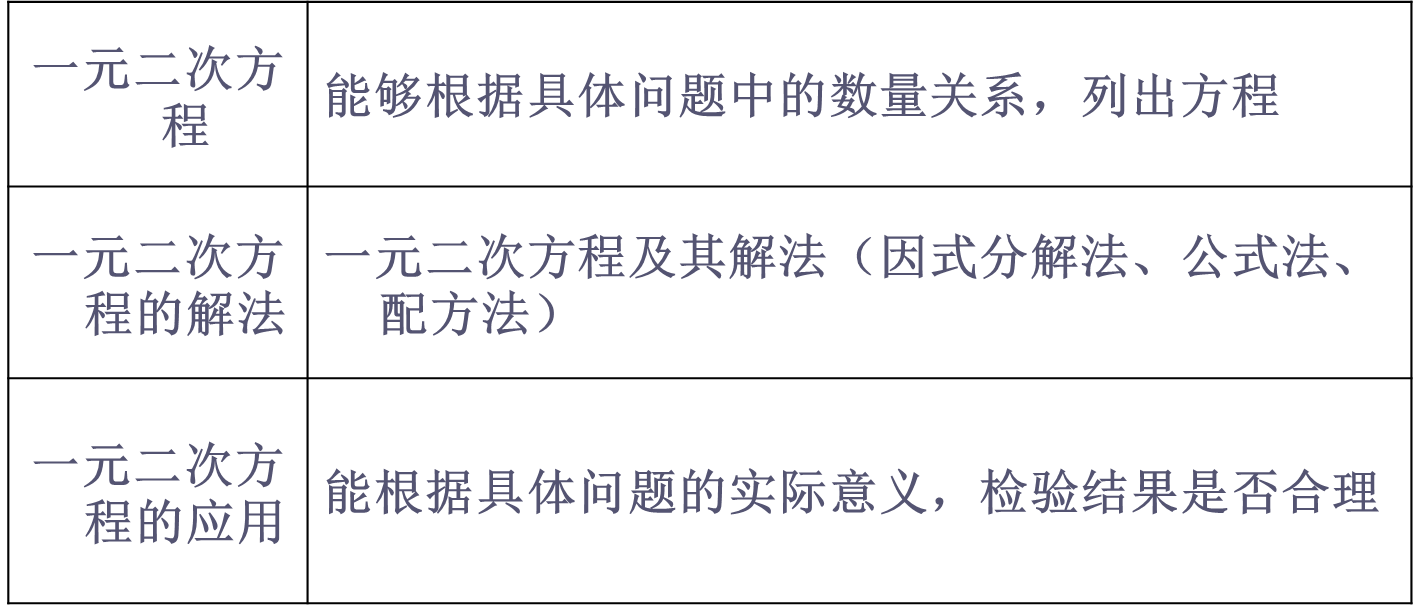 一元二次方
程
能够根据具体问题中的数量关系，列出方程
一元二次方
程的解法
一元二次方程及其解法（因式分解法、公式法、
配方法）
一元二次方
程的应用
能根据具体问题的实际意义，检验结果是否合理